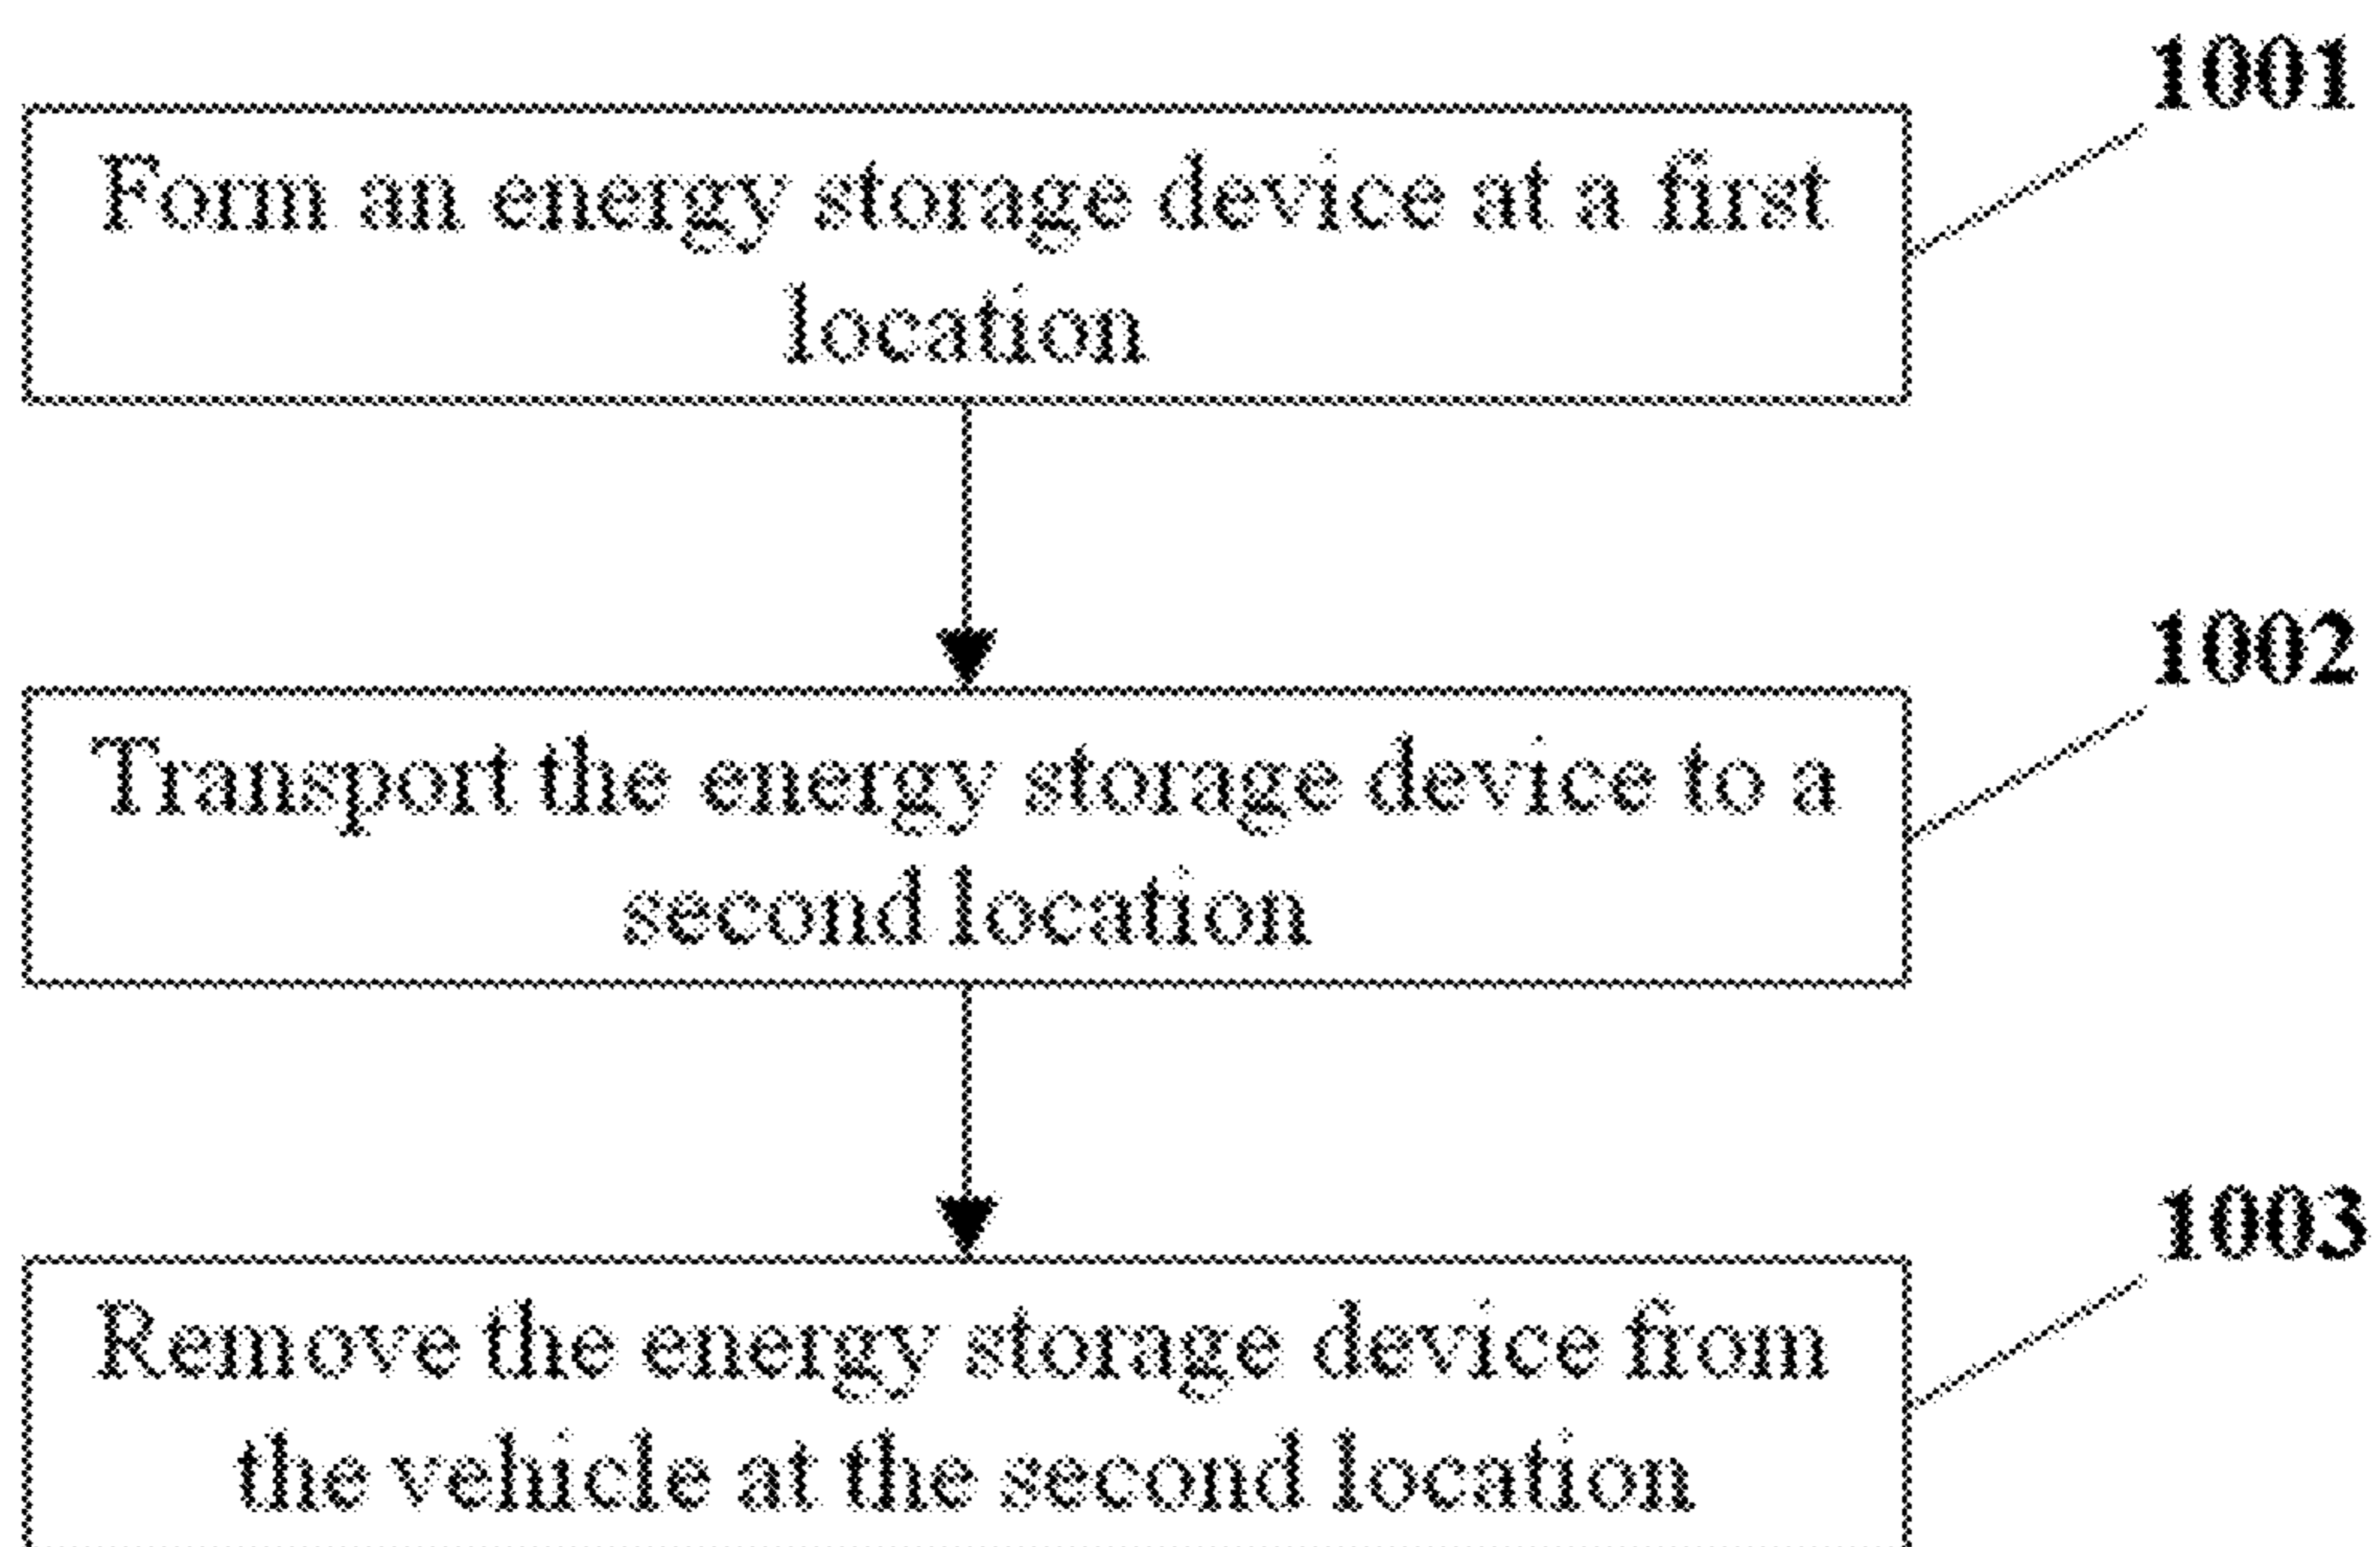 1001
Form an energy storage device at a first
location
1002
Transport the energy storage device to a
second location
1003
Remove the energy storage device from
the vehicle at the second location